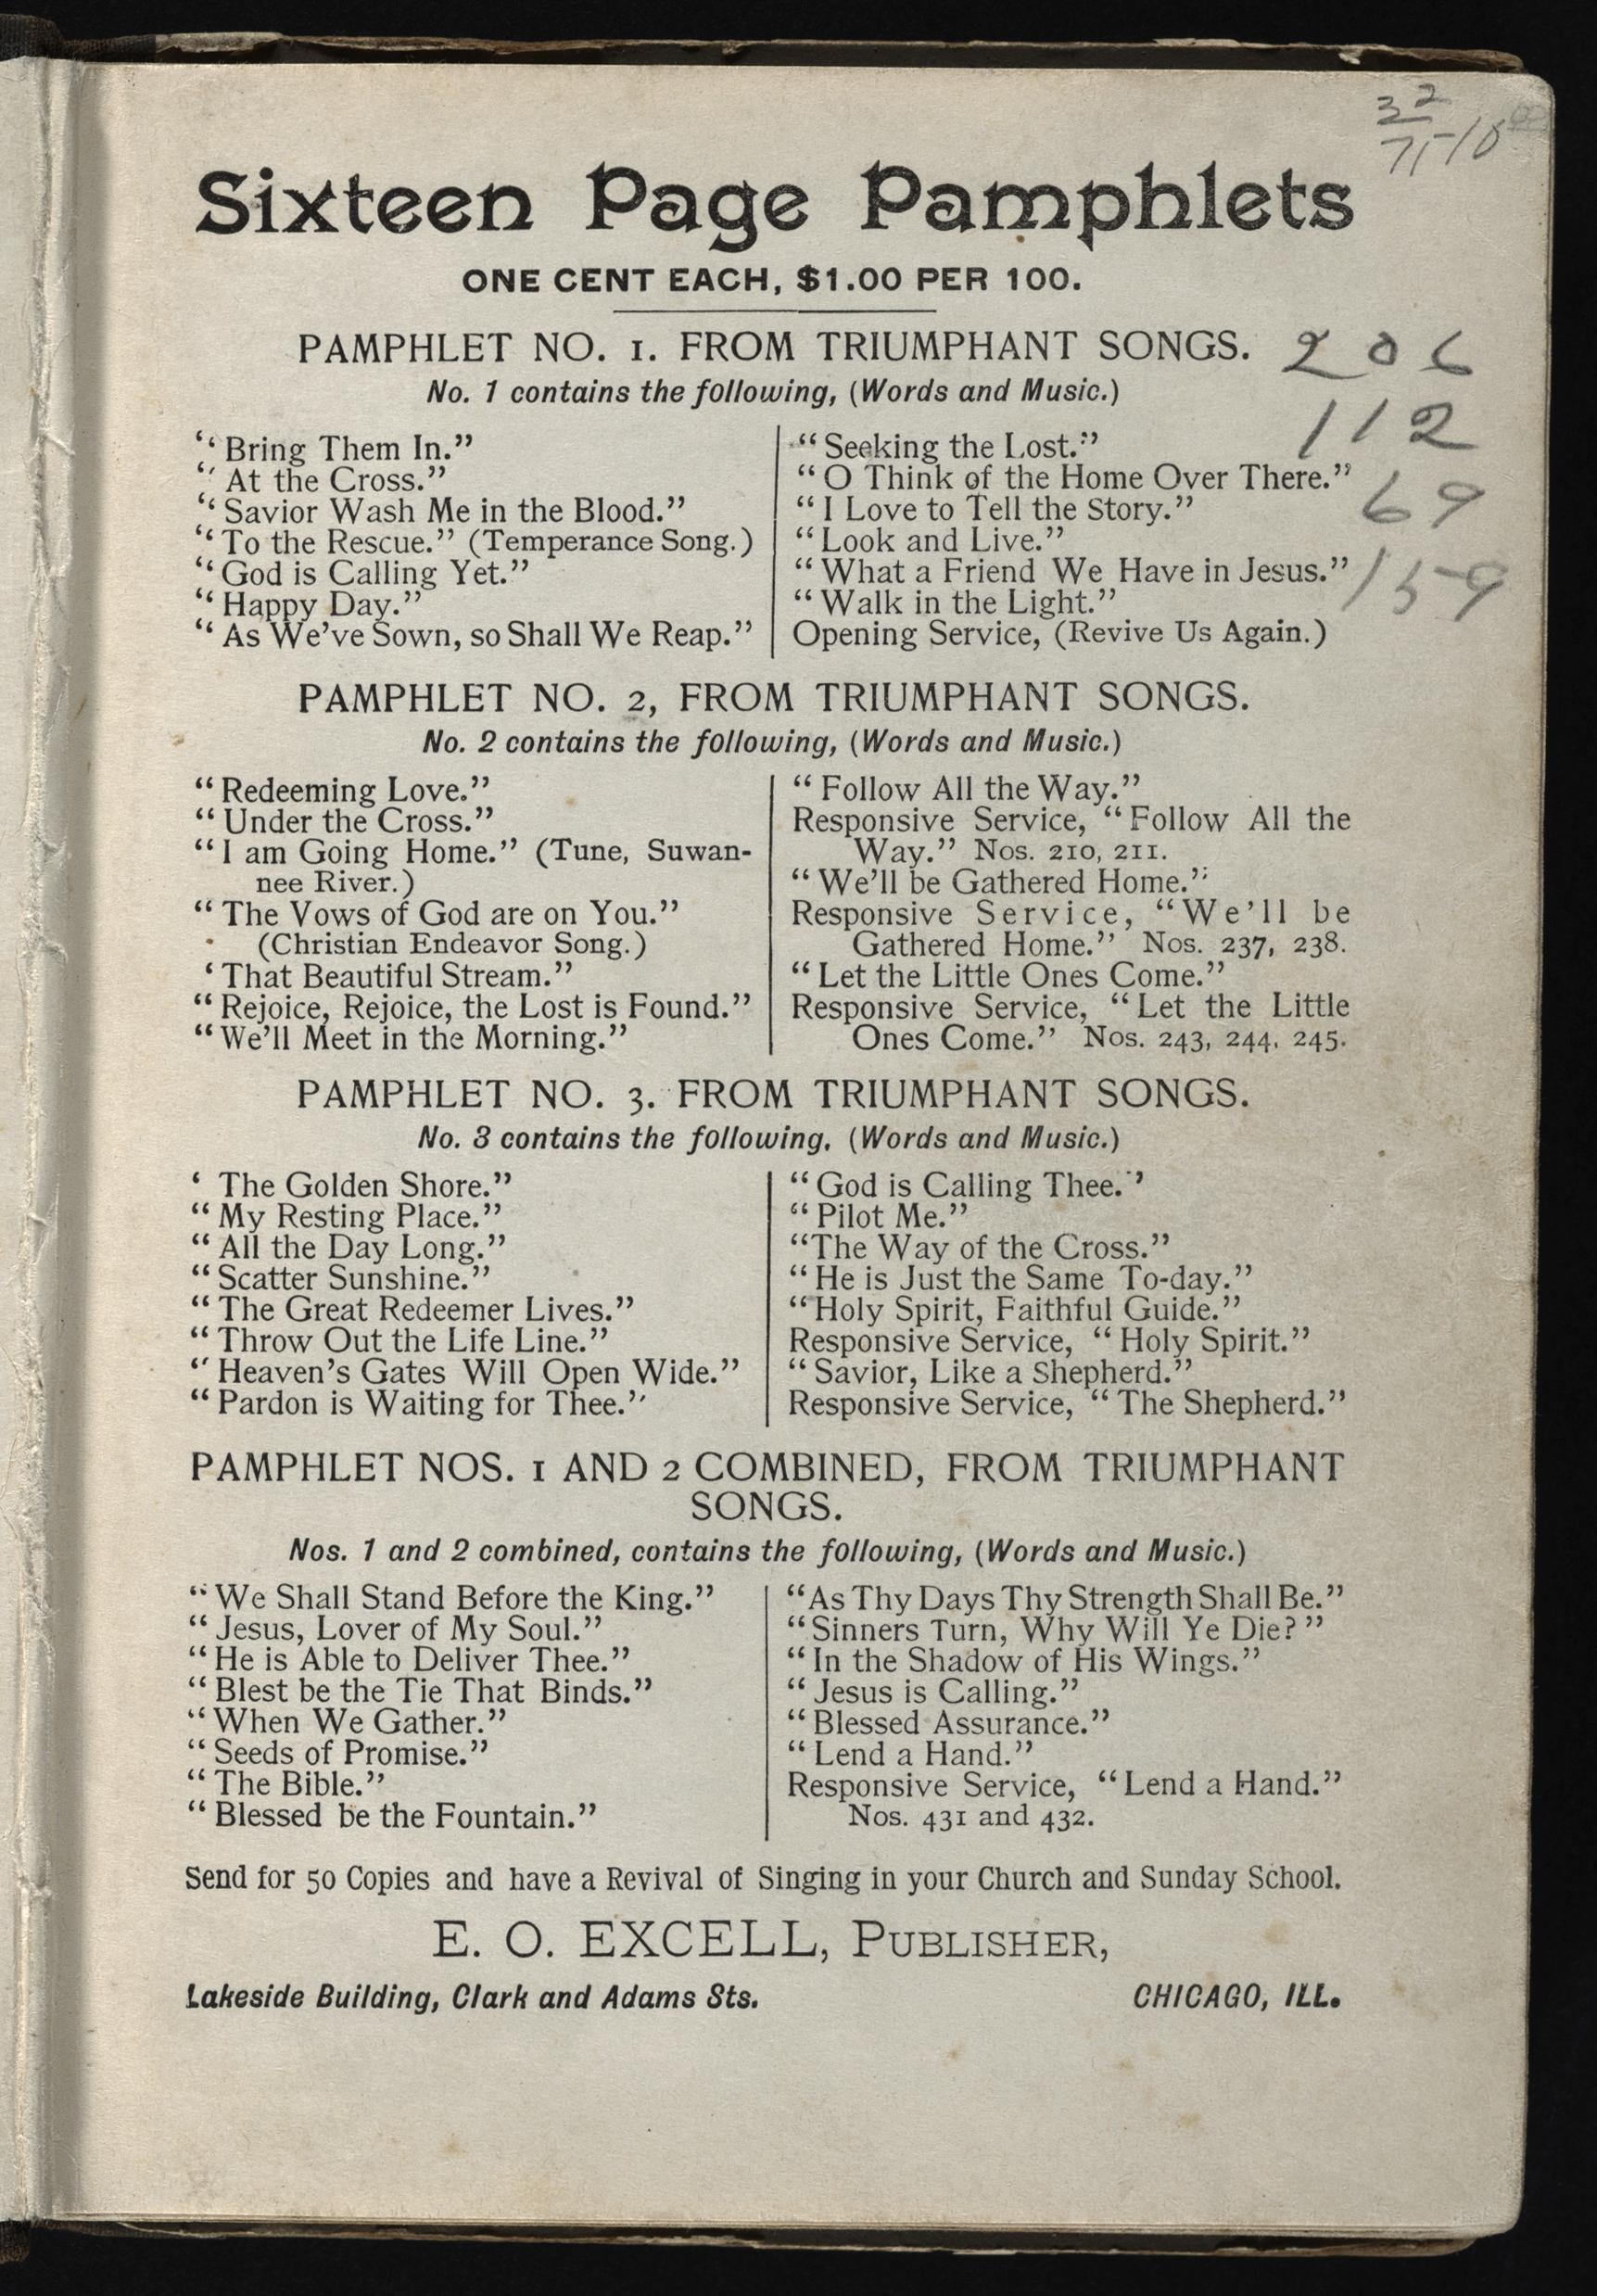 32
71-18
Sixteen Page Pamphlets
ONE CENT EACH, $1.00 PER 100.
PAMPHLET NO. 1. FROM TRIUMPHANT SONGS.
206
No. 1 contains the following, (Words and Music.)
112
69
159
"Bring Them In."
"At the Cross."
"Savior Wash Me in the Blood."
"To the Rescue." (Temperance Song.)
"God is Calling Yet."
"Happy Day."
"As We've Sown, so Shall We Reap."
"Seeking the Lost."
"O Think of the Home Over There."
"I Love to Tell the Story."
"Look and Live."
"What a Friend We Have in Jesus."
"Walk in the Light."
Opening Service, (Revive Us Again.)
PAMPHLET NO. 2, FROM TRIUMPHANT SONGS.
No. 2 contains the following, (Words and Music.)
"Redeeming Love."
"Under the Cross."
"I am Going Home." (Tune, Suwan-
nee River.)
"The Vows of God are on You."
(Christian Endeavor Song.)
'That Beautiful Stream."
"Rejoice, Rejoice, the Lost is Found."
"We'll Meet in the Morning."
"Follow All the Way."
Responsive Service, "Follow All the
Way." Nos. 210, 211.
"We'll be Gathered Home."
Responsive Service, "We'll be
Gathered Home." Nos. 237, 238.
"Let the Little Ones Come."
Responsive Service, "Let the Little
Ones Come." Nos. 243, 244, 245.
PAMPHLET NO. 3. FROM TRIUMPHANT SONGS.
No. 3 contains the following, (Words and Music.)
' The Golden Shore."
"My Resting Place."
"All the Day Long."
"Scatter Sunshine."
"The Great Redeemer Lives."
"Throw Out the Life Line."
"Heaven's Gates Will Open Wide."
"Pardon is Waiting for Thee."
"God is Calling Thee."
"Pilot Me."
"The Way of the Cross."
"He is Just the Same To-day."
"Holy Spirit, Faithful Guide."
Responsive Service, "Holy Spirit."
"Savior, Like a Shepherd."
Responsive Service, "The Shepherd."
PAMPHLET NOS. 1 AND 2 COMBINED, FROM TRIUMPHANT
SONGS.
Nos. 1 and 2 combined, contains the following, (Words and Music.)
"We Shall Stand Before the King."
"Jesus, Lover of My Soul."
"He is Able to Deliver Thee."
"Blest be the Tie That Binds."
"When We Gather."
"Seeds of Promise."
"The Bible."
"Blessed be the Fountain."
"As Thy Days Thy Strength Shall Be."
"Sinners Turn, Why Will Ye Die?"
"In the Shadow of His Wings."
"Jesus is Calling."
"Blessed Assurance."
"Lend a Hand."
Responsive Service, "Lend a Hand."
Nos. 431 and 432.
Send for 50 Copies and have a Revival of Singing in your Church and Sunday School.
E. O. EXCELL, PUBLISHER,
Lakeside Building, Clark and Adams Sts. CHICAGO, ILL.